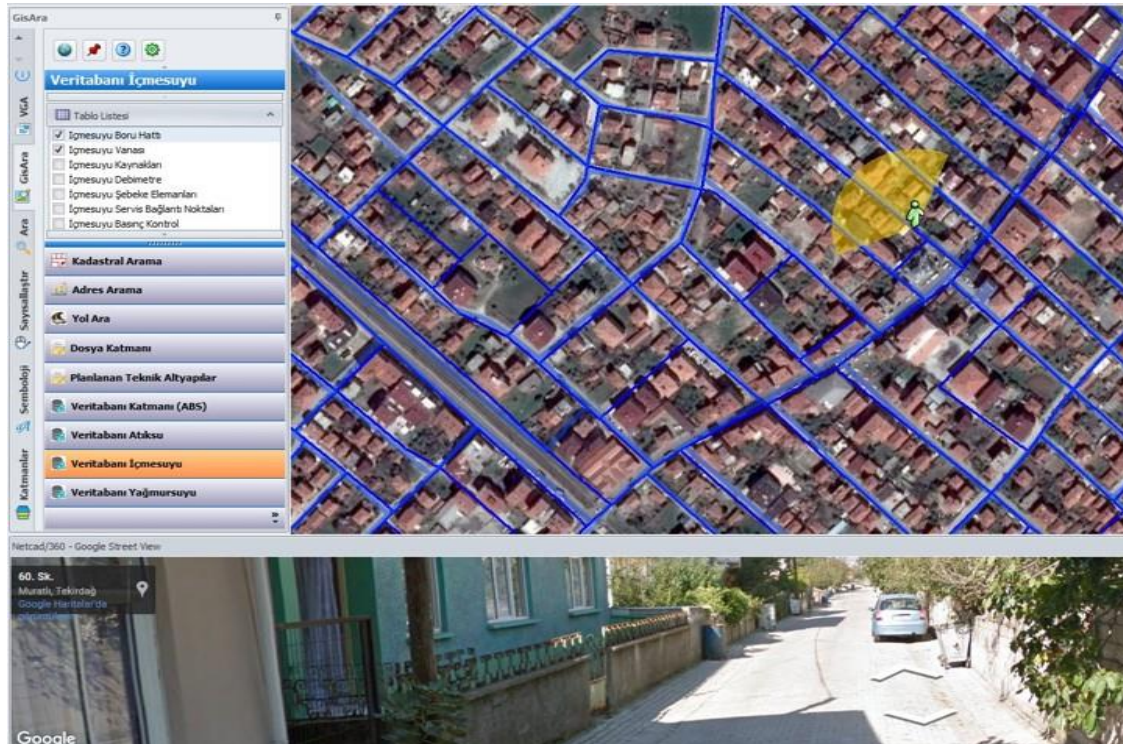 GisAra
VGA
GisAra
Ara
Sayısallaştır
Semboloji
Katmanlar
Veritabanı İçmesuyu
Tablo Listesi
İçmesuyu Boru Hattı
İçmesuyu Vanası
İçmesuyu Kaynakları
İçmesuyu Debimetre
İçmesuyu Şebeke Elemanları
İçmesuyu Servis Bağlantı Noktaları
İçmesuyu Basınç Kontrol
Kadastral Arama
Adres Arama
Yol Ara
Dosya Katmanı
Planlanan Teknik Altyapılar
Veritabanı Katmanı (ABS)
Veritabanı Atıksu
Veritabanı İçmesuyu
Veritabanı Yağmursuyu
Netcad/360 - Google Street View
60. Sk.
Muratlı, Tekirdağ
Google Haritalar'da
Google